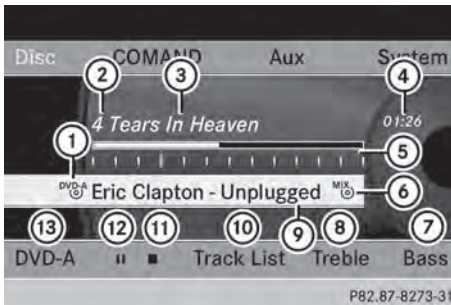 Disc COMAND Aux System
2 3 4
4 Tears In Heaven 01:26
1 5
DVD-A Eric Clapton - Unplugged MIX 6
13 12 11 10 9 8 7
DVD-A Track List Treble Bass
P82.87-8273-31